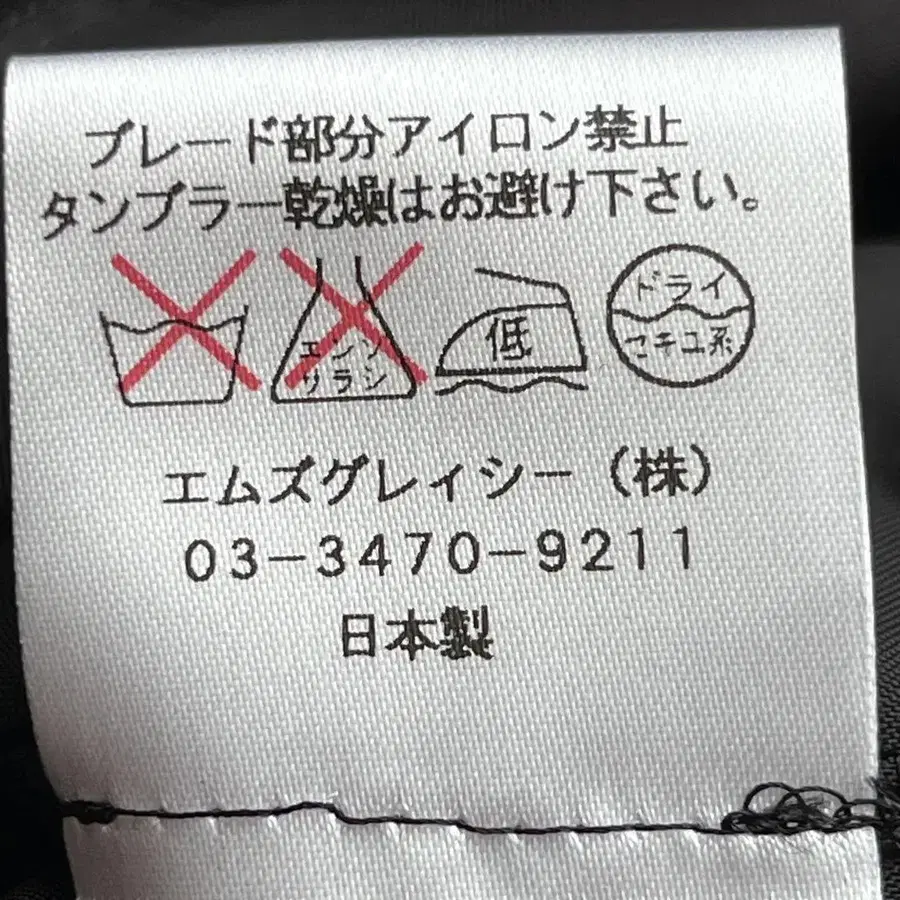 ブレード部分アイロン禁止
タンブラー乾燥はお避け下さい。
エンソ
サラシ
低
ドライ
セキユ系
エムズグレイシー（株）
03-3470-9211
日本製